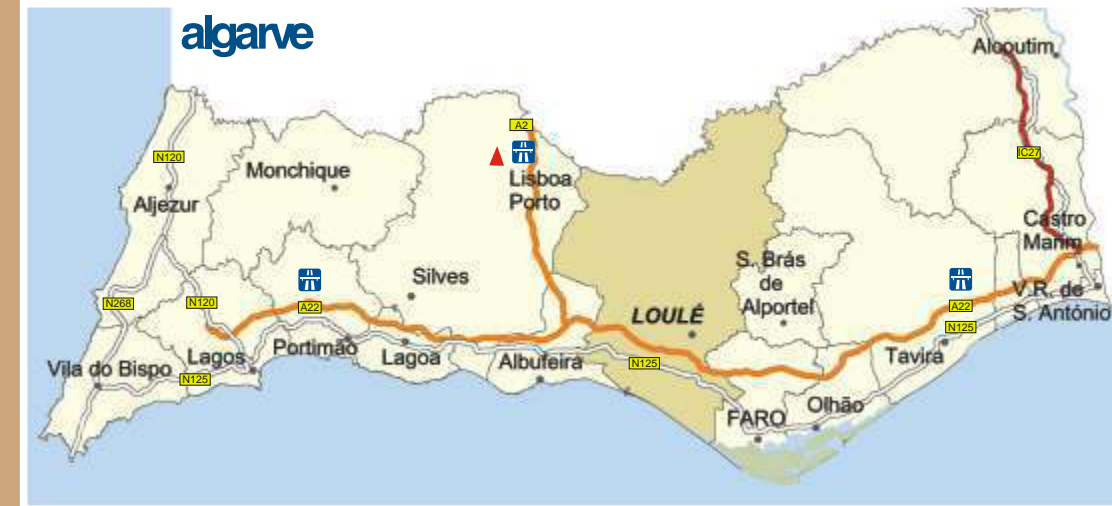 algarve
Alcoutim
A2
N120
IC27
Monchique
Lisboa
Porto
Aljezur
Castro
Marim
S. Brás
de
Alportel
Silves
N268
N120
A22
A22
V.R. de
S. António
LOULÉ
N125
Portimão
Lagoa
Lagos
Albufeira
Tavira
Vila do Bispo
N125
N125
Olhão
FARO